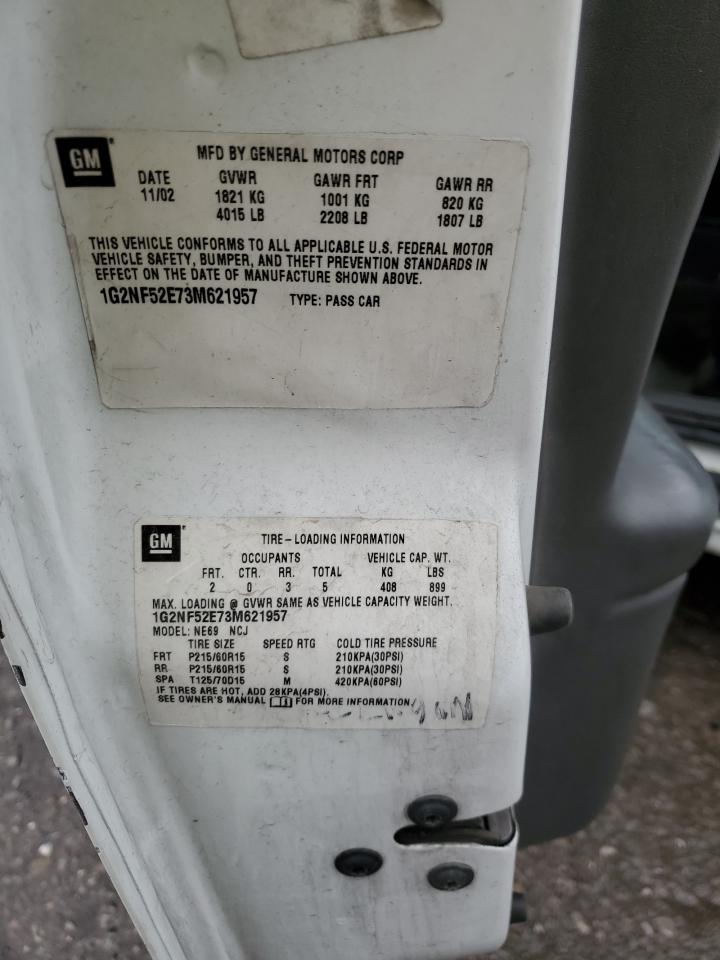 GM
MFD BY GENERAL MOTORS CORP
DATE GVWR GAWR FRT GAWR RR
11/02 1821 KG 1001 KG 820 KG
4015 LB 2208 LB 1807 LB
THIS VEHICLE CONFORMS TO ALL APPLICABLE U.S. FEDERAL MOTOR
VEHICLE SAFETY, BUMPER, AND THEFT PREVENTION STANDARDS IN
EFFECT ON THE DATE OF MANUFACTURE SHOWN ABOVE.
1G2NF52E73M621957 TYPE: PASS CAR
GM
TIRE-LOADING INFORMATION
OCCUPANTS VEHICLE CAP. WT.
FRT. CTR. RR. TOTAL KG LBS
2 0 3 5 408 899
MAX. LOADING @ GVWR SAME AS VEHICLE CAPACITY WEIGHT.
1G2NF52E73M621957
MODEL: NE69 NCJ
TIRE SIZE SPEED RTG COLD TIRE PRESSURE
FRT P215/60R15 S 210KPA(30PSI)
RR P215/60R15 S 210KPA(30PSI)
SPA T125/70D15 M 420KPA(60PSI)
IF TIRES ARE HOT, ADD 28KPA(4PSI).
SEE OWNER'S MANUAL FOR MORE INFORMATION